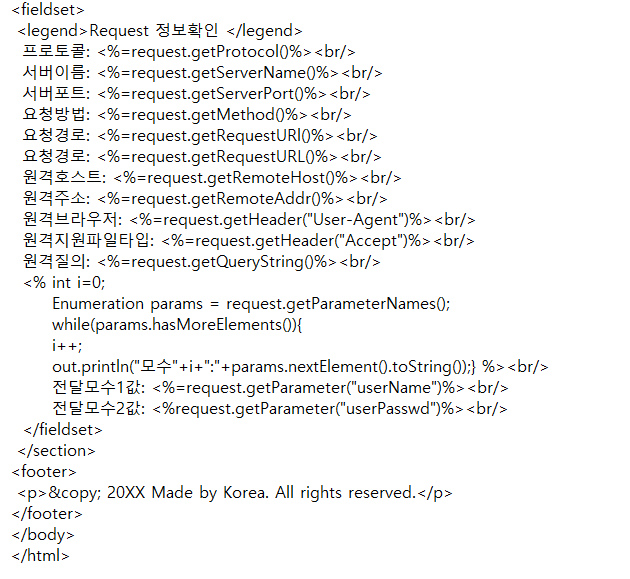 <fieldset>
<legend>Request 정보확인 </legend>
프로토콜: <%=request.getProtocol()%><br/>
서버이름: <%=request.getServerName()%><br/>
서버포트: <%=request.getServerPort()%><br/>
요청방법: <%=request.getMethod()%><br/>
요청경로: <%=request.getRequestURl()%><br/>
요청경로: <%=request.getRequestURL()%><br/>
원격호스트: <%=request.getRemoteHost()%><br/>
원격주소: <%=request.getRemoteAddr()%><br/>
원격브라우저: <%=request.getHeader("User-Agent")%><br/>
원격지원파일타입: <%=request.getHeader("Accept")%><br/>
원격질의: <%=request.getQueryString()%><br/>
<% int i=0;
Enumeration params = request.getParameterNames();
while(params.hasMoreElements()){
i++;
out.println("모수"+i+":"+params.nextElement().toString());} %><br/>
전달모수1값: <%=request.getParameter("userName")%><br/>
전달모수2값: <%request.getParameter("userPasswd")%><br/>
</fieldset>
</section>
<footer>
<p>&copy; 20XX Made by Korea. All rights reserved.</p>
</footer>
</body>
</html>